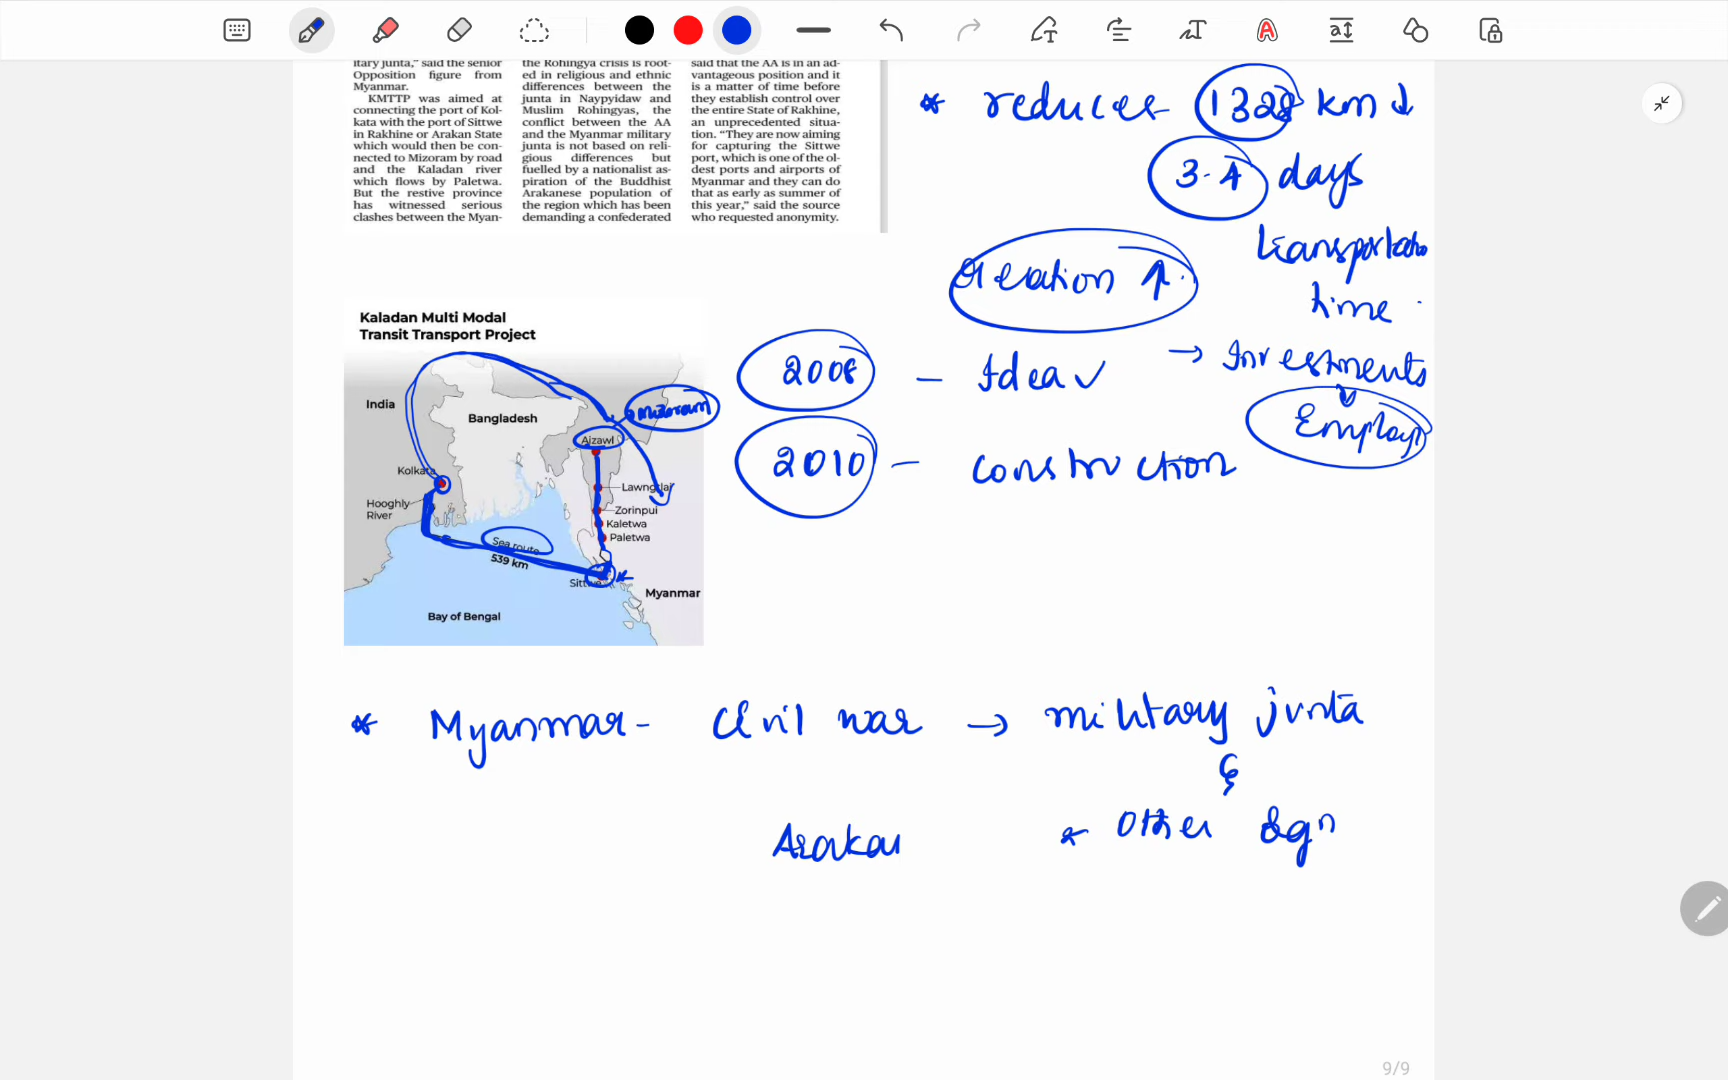 itary junta,” said the senior
Opposition figure from
Myanmar.
KMTTP was aimed at
connecting the port of Kol-
kata with the port of Sittwe
in Rakhine or Arakan State
which would then be con-
nected to Mizoram by road
and the Kaladan river
which flows by Paletwa.
But the restive province
has witnessed serious
clashes between the Myan-
the Rohingya crisis is root-
ed in religious and ethnic
differences between the
junta in Naypyidaw and
Muslim Rohingyas, the
conflict between the AA
and the Myanmar military
junta is not based on reli-
gious differences but
fuelled by a nationalist as-
piration of the Buddhist
Arakanese population of
the region which has been
demanding a confederated
said that the AA is in an ad-
vantageous position and it
is a matter of time before
they establish control over
the entire State of Rakhine,
an unprecedented situa-
tion. “They are now aiming
for capturing the Sittwe
port, which is one of the ol-
dest ports and airports of
Myanmar and they can do
that as early as summer of
this year,” said the source
who requested anonymity.
* reduces 1328 km ↓
3-4 days
transportatio
time
relation ↑
2008 - Idea ✓
→ Investments
Employ
2010 - construction
Kaladan Multi Modal
Transit Transport Project
India
Bangladesh
Mizoram
Aizawl
Kolkata
Lawngtlai
Hooghly
River
Zorinpui
Kaletwa
Paletwa
Sea route
539 km
Sittwe
Myanmar
Bay of Bengal
* Myanmar - Civil war → military junta
Arakan
* Other
9/9